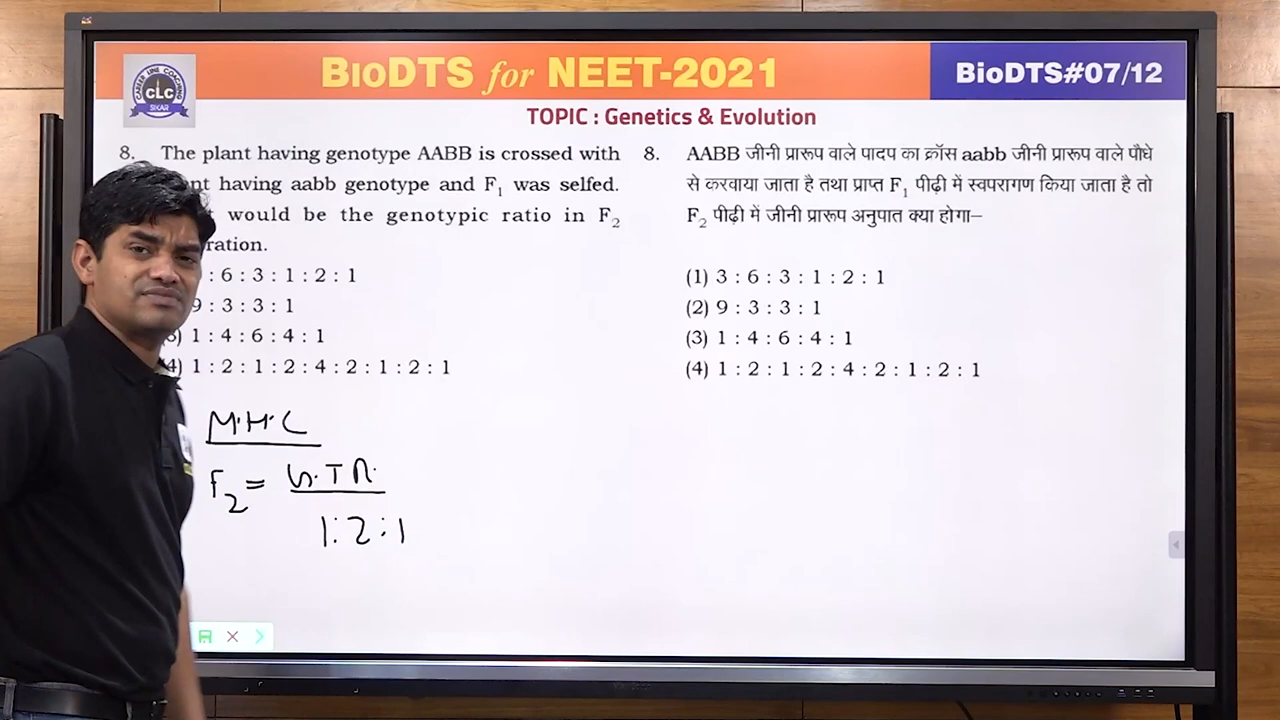 BIODTS for NEET-2021
BioDTS#07/12
CAREER LINE COACHING
CLC
SIKAR
TOPIC : Genetics & Evolution
8. The plant having genotype AABB is crossed with
having aabb genotype and F1 was selfed.
would be the genotypic ratio in F2
: 6 : 3 : 1 : 2 : 1
9 : 3 : 3 : 1
1 : 4 : 6 : 4 : 1
4) 1 : 2 : 1 : 2 : 4 : 2 : 1 : 2 : 1
8. AABB जीनी प्रारूप वाले पादप का क्रॉस aabb जीनी प्रारूप वाले पौधे
से करवाया जाता है तथा प्राप्त F1 पीढ़ी में स्वपरागण किया जाता है तो
F2 पीढ़ी में जीनी प्रारूप अनुपात क्या होगा–
(1) 3 : 6 : 3 : 1 : 2 : 1
(2) 9 : 3 : 3 : 1
(3) 1 : 4 : 6 : 4 : 1
(4) 1 : 2 : 1 : 2 : 4 : 2 : 1 : 2 : 1
M.H.C
F2 = G.T.R.
1:2:1